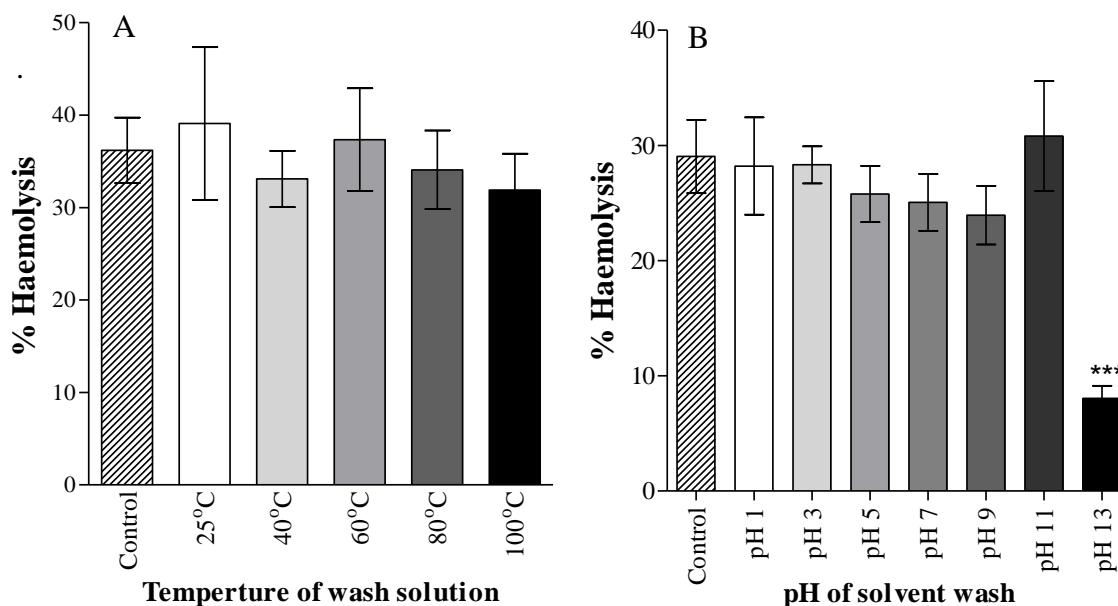 A
% Haemolysis
50
40
30
20
10
0
Control
25°C
40°C
60°C
80°C
100°C
Temperture of wash solution
B
% Haemolysis
40
30
20
10
0
***
Control
pH 1
pH 3
pH 5
pH 7
pH 9
pH 11
pH 13
pH of solvent wash